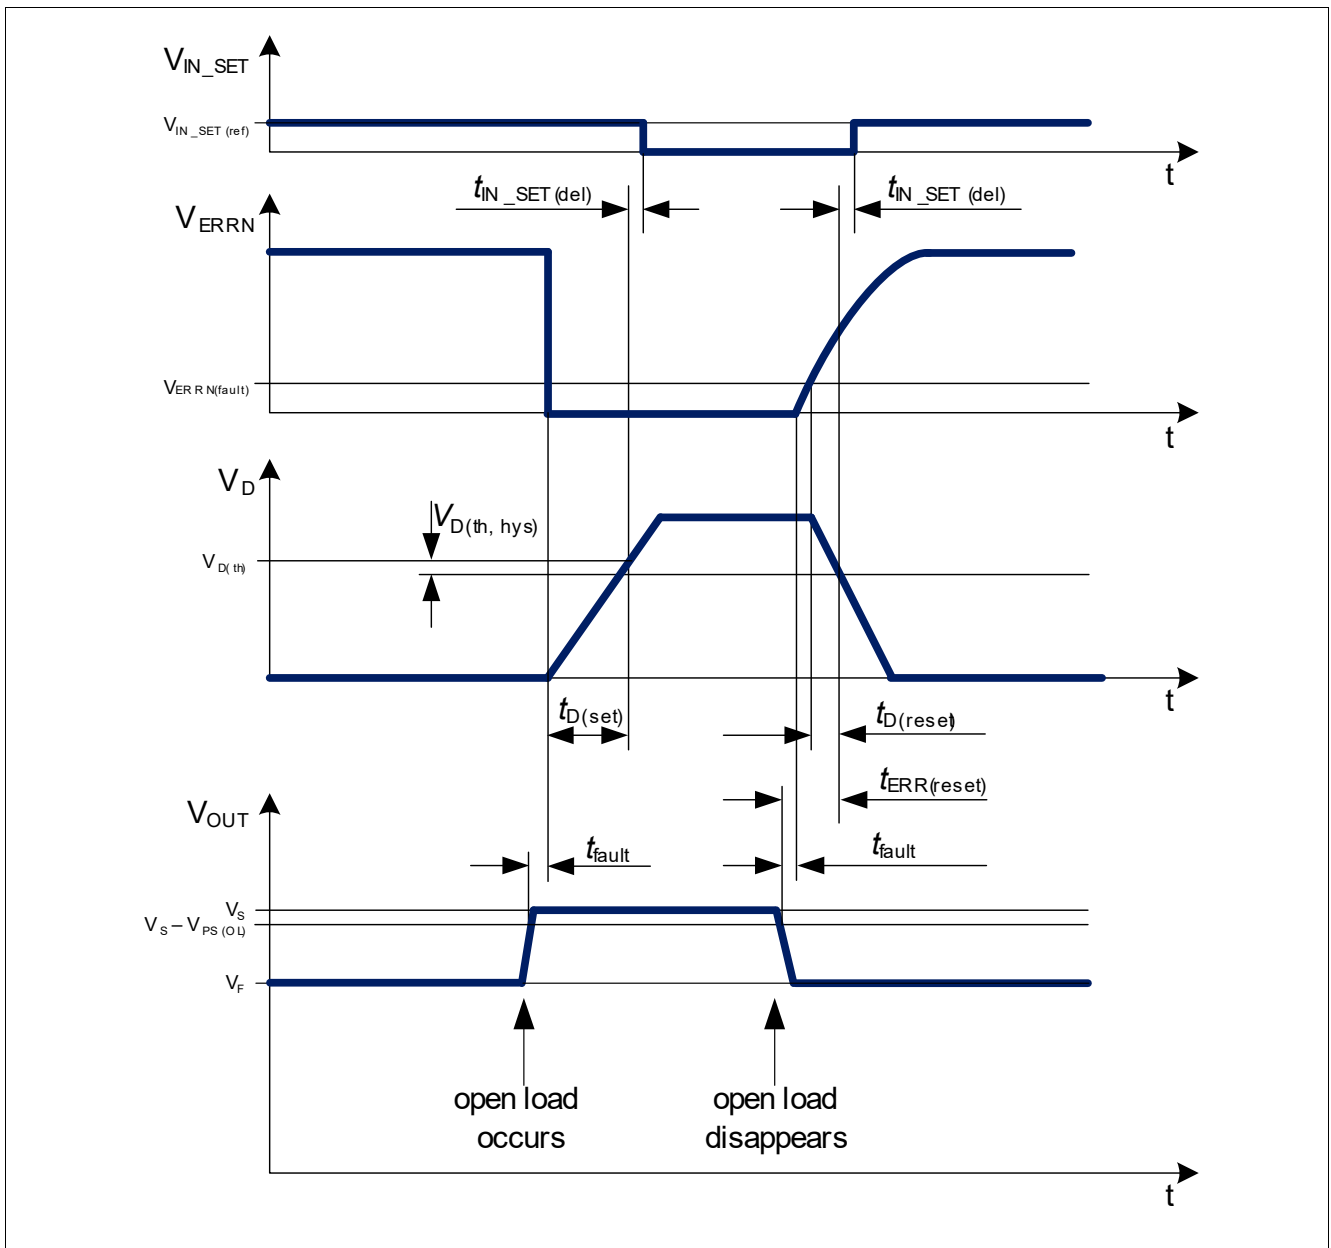 VIN_SET
VIN_SET (ref)
t
tIN_SET (del)
tIN_SET (del)
VERRN
VERRN(fault)
t
VD
VD(th, hys)
VD(th)
t
tD(set)
tD(reset)
tERR(reset)
VOUT
tfault
tfault
VS
VS – VPS(OL)
VF
open load
occurs
open load
disappears
t